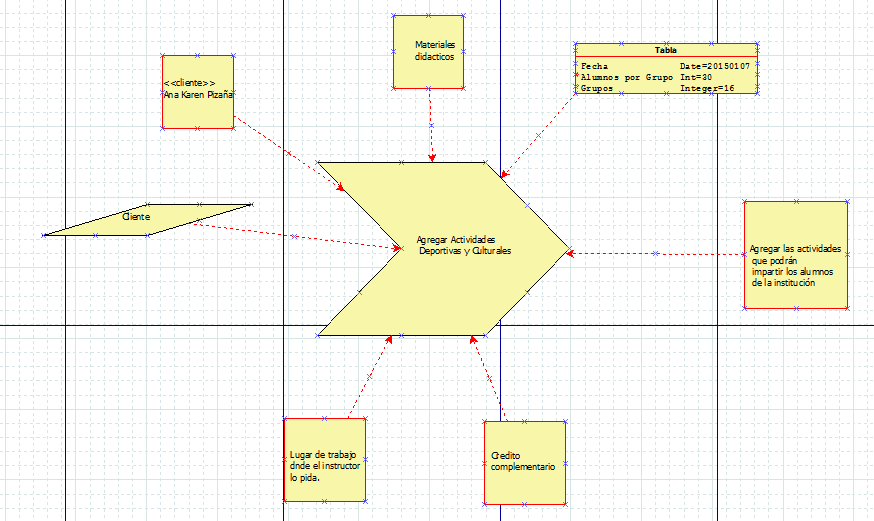 Materiales
didacticos
Tabla
Fecha Date=20150107
Alumnos por Grupo Int=30
Grupos Integer=16
<<cliente>>
Ana Karen Pizaña
Cliente
Agregar Actividades
Deportivas y Culturales
Agregar las actividades
que podrán
impartir los alumnos
de la institución
Lugar de trabajo
dnde el instructor
lo pida.
Credito
complementario